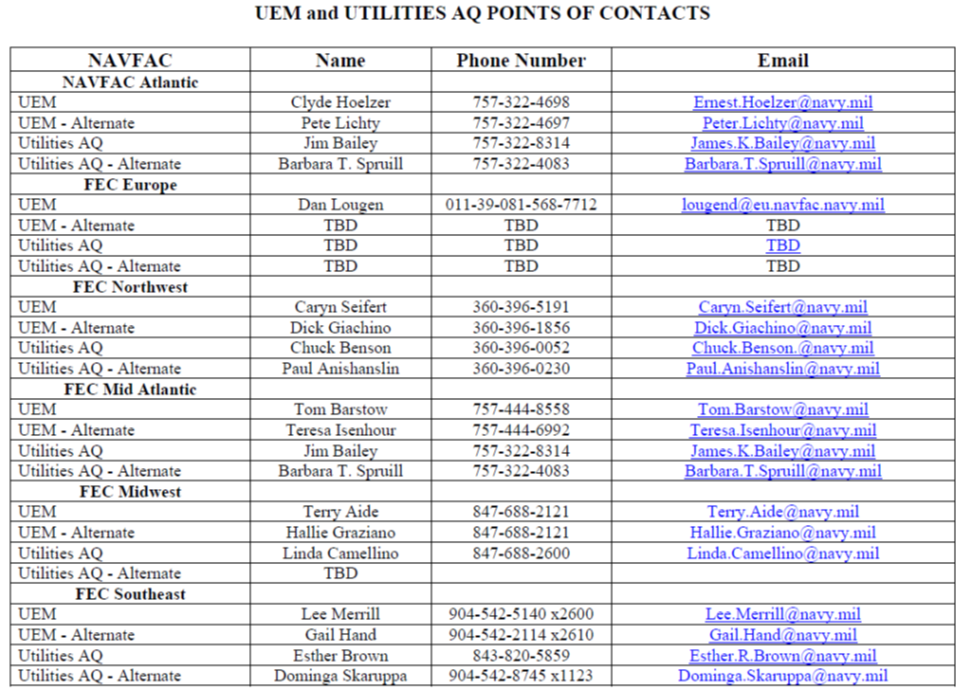 UEM and UTILITIES AQ POINTS OF CONTACTS
NAVFAC Name Phone Number Email
NAVFAC Atlantic
UEM Clyde Hoelzer 757-322-4698 Ernest.Hoelzer@navy.mil
UEM - Alternate Pete Lichty 757-322-4697 Peter.Lichty@navy.mil
Utilities AQ Jim Bailey 757-322-8314 James.K.Bailey@navy.mil
Utilities AQ - Alternate Barbara T. Spruill 757-322-4083 Barbara.T.Spruill@navy.mil
FEC Europe
UEM Dan Lougen 011-39-081-568-7712 lougend@eu.navfac.navy.mil
UEM - Alternate TBD TBD TBD
Utilities AQ TBD TBD TBD
Utilities AQ - Alternate TBD TBD TBD
FEC Northwest
UEM Caryn Seifert 360-396-5191 Caryn.Seifert@navy.mil
UEM - Alternate Dick Giachino 360-396-1856 Dick.Giachino@navy.mil
Utilities AQ Chuck Benson 360-396-0052 Chuck.Benson.@navy.mil
Utilities AQ - Alternate Paul Anishanslin 360-396-0230 Paul.Anishanslin@navy.mil
FEC Mid Atlantic
UEM Tom Barstow 757-444-8558 Tom.Barstow@navy.mil
UEM - Alternate Teresa Isenhour 757-444-6992 Teresa.Isenhour@navy.mil
Utilities AQ Jim Bailey 757-322-8314 James.K.Bailey@navy.mil
Utilities AQ - Alternate Barbara T. Spruill 757-322-4083 Barbara.T.Spruill@navy.mil
FEC Midwest
UEM Terry Aide 847-688-2121 Terry.Aide@navy.mil
UEM - Alternate Hallie Graziano 847-688-2121 Hallie.Graziano@navy.mil
Utilities AQ Linda Camellino 847-688-2600 Linda.Camellino@navy.mil
Utilities AQ - Alternate TBD
FEC Southeast
UEM Lee Merrill 904-542-5140 x2600 Lee.Merrill@navy.mil
UEM - Alternate Gail Hand 904-542-2114 x2610 Gail.Hand@navy.mil
Utilities AQ Esther Brown 843-820-5859 Esther.R.Brown@navy.mil
Utilities AQ - Alternate Dominga Skaruppa 904-542-8745 x1123 Dominga.Skaruppa@navy.mil